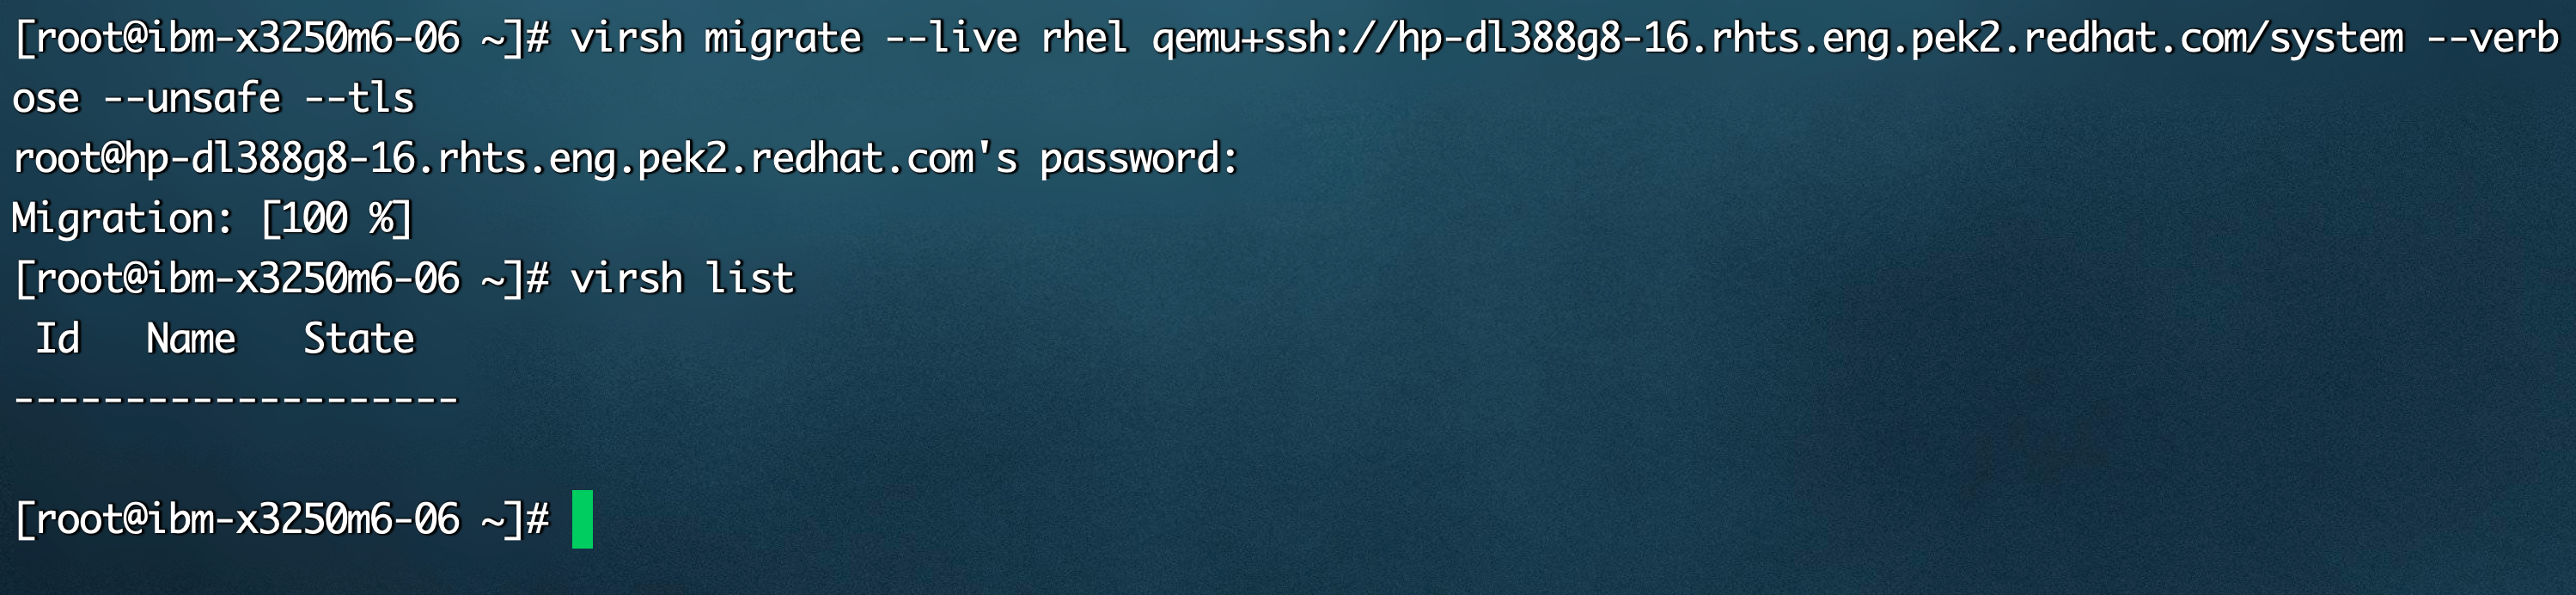 [root@ibm-x3250m6-06 ~]# virsh migrate --live rhel qemu+ssh://hp-dl388g8-16.rhts.eng.pek2.redhat.com/system --verb
ose --unsafe --tls
root@hp-dl388g8-16.rhts.eng.pek2.redhat.com's password:
Migration: [100 %]
[root@ibm-x3250m6-06 ~]# virsh list
 Id   Name   State
--------------------
[root@ibm-x3250m6-06 ~]#